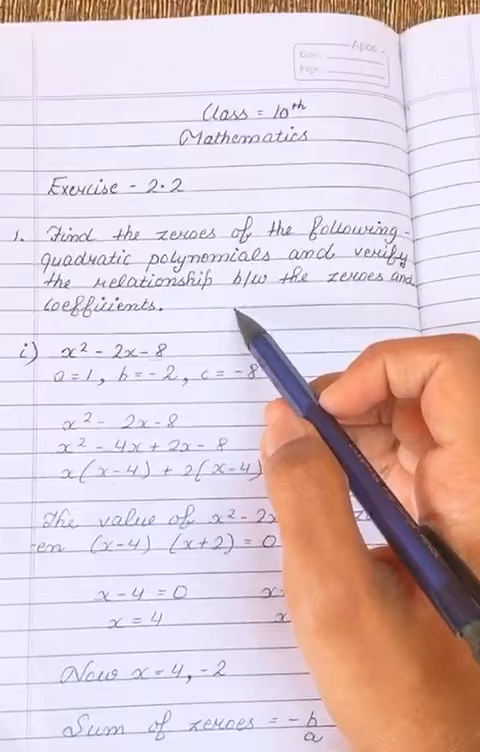 Apco
Date:
Page:
Class = 10th
Mathematics
Exercise - 2.2
1. Find the zeroes of the following -
quadratic polynomials and verify
the relationship b/w the zeroes and
coefficients.
i) x² - 2x - 8
a = 1, b = -2, c = -8
x² - 2x - 8
x² - 4x + 2x - 8
x(x-4) + 2(x-4)
The value of x² - 2x
en (x-4) (x+2) = 0
x - 4 = 0 x
x = 4 x
Now x = 4, -2
Sum of zeroes = -b/a